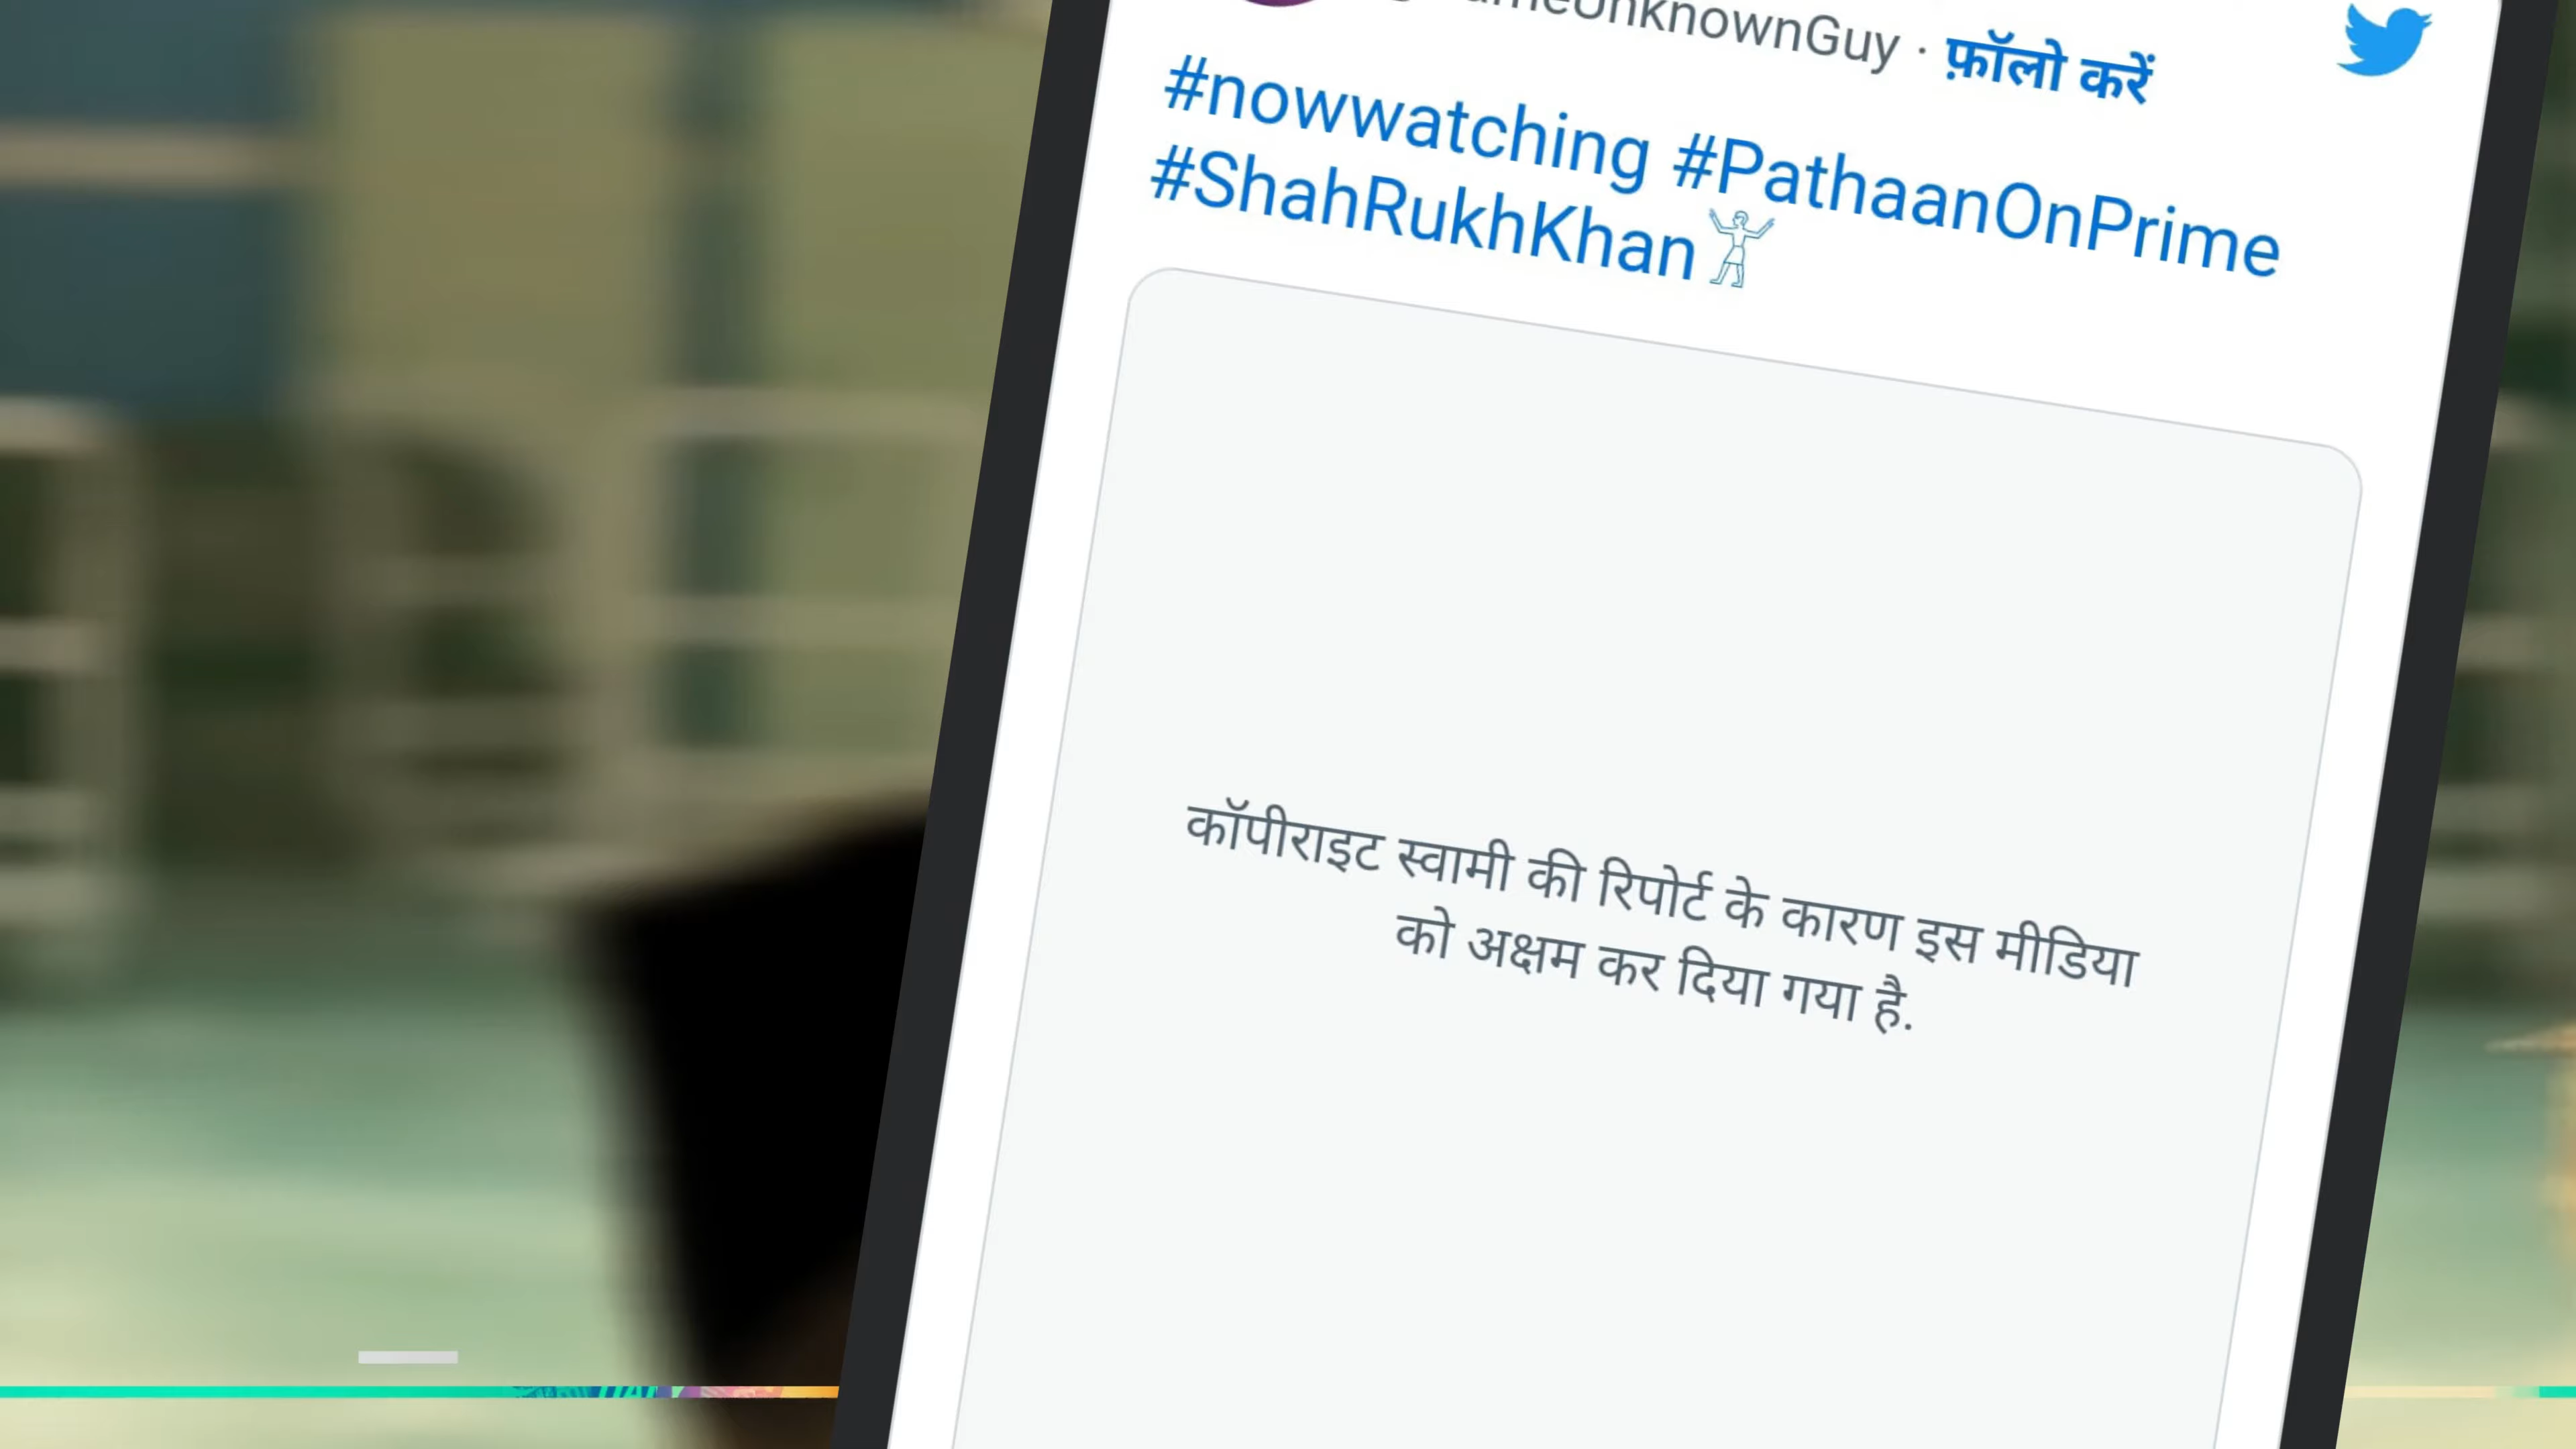 फ़ॉलो करें
#nowwatching #PathaanOnPrime
#ShahRukhKhan
कॉपीराइट स्वामी की रिपोर्ट के कारण इस मीडिया
को अक्षम कर दिया गया है.